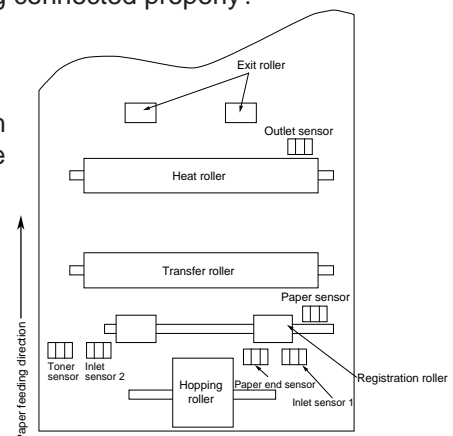 g connected properly?
n
e
Exit roller
Outlet sensor
Heat roller
Transfer roller
Paper sensor
Toner
sensor
Inlet
sensor 2
Hopping
roller
Paper end sensor
Inlet sensor 1
Registration roller
Paper feeding direction